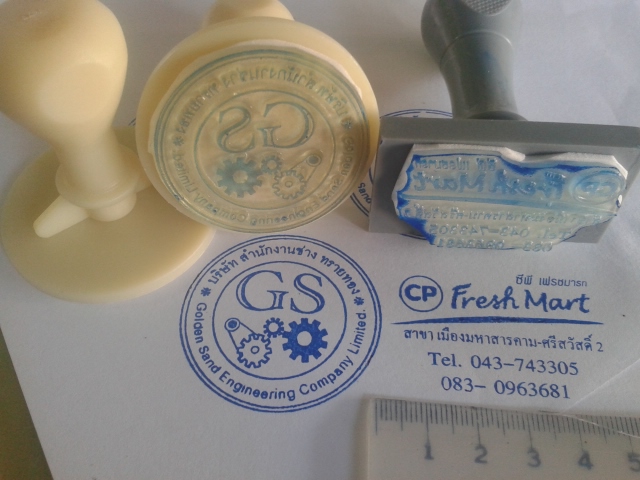 บริษัท สำนักงานช่าง ทรายทอง
GS
Golden Sand Engineering Company Limited.
ซีพี เฟรชมารท
CP Fresh Mart
สาขา เมืองมหาสารคาม-ศรีสวัสดิ์ 2
Tel. 043-743305
083- 0963681
1 2 3 4 5